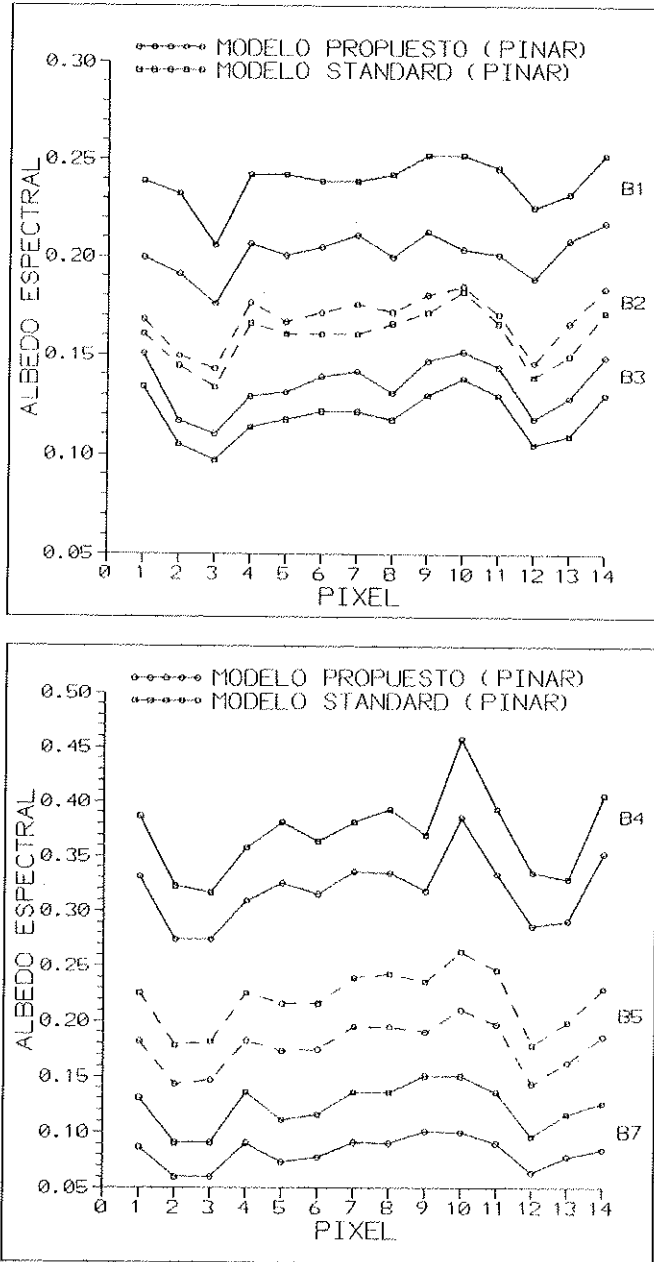 MODELO PROPUESTO (PINAR)
MODELO STANDARD (PINAR)
ALBEDO ESPECTRAL
0.30
0.25
0.20
0.15
0.10
0.05
B1
B2
B3
0 1 2 3 4 5 6 7 8 9 10 11 12 13 14
PIXEL
MODELO PROPUESTO (PINAR)
MODELO STANDARD (PINAR)
ALBEDO ESPECTRAL
0.50
0.45
0.40
0.35
0.30
0.25
0.20
0.15
0.10
0.05
B4
B5
B7
0 1 2 3 4 5 6 7 8 9 10 11 12 13 14
PIXEL